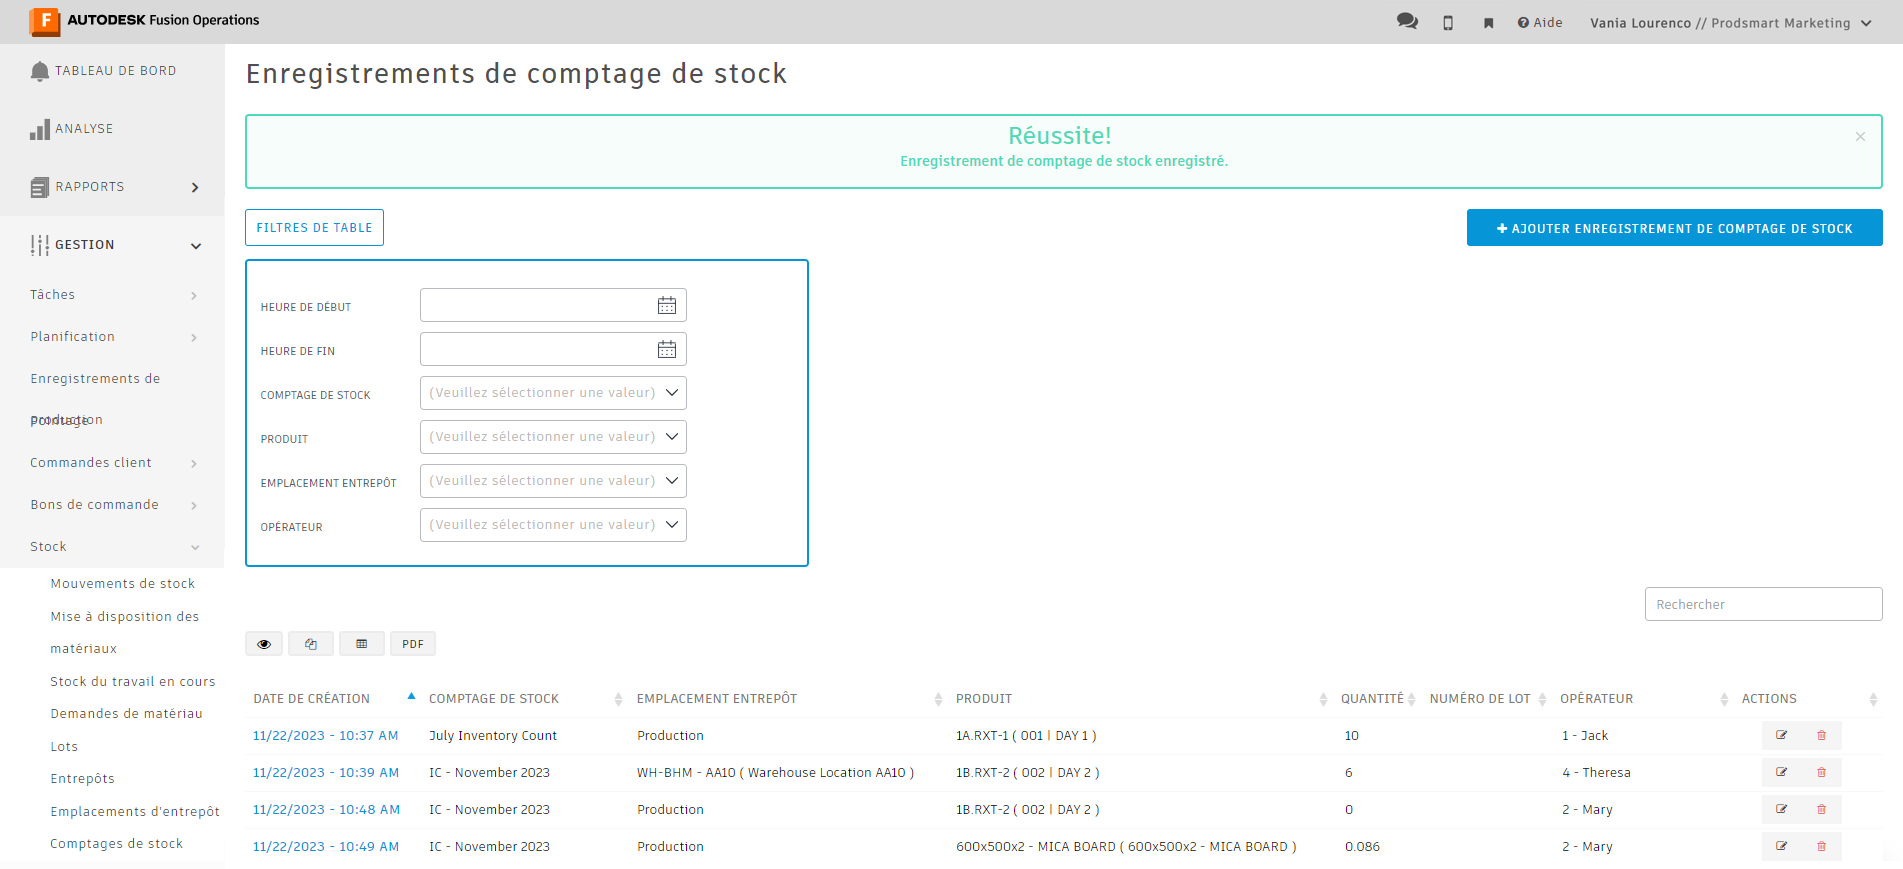 F AUTODESK Fusion Operations
Aide
Vania Lourenco // Prodsmart Marketing
TABLEAU DE BORD
ANALYSE
RAPPORTS
GESTION
Tâches
Planification
Enregistrements de
production
Pointage
Commandes client
Bons de commande
Stock
Mouvements de stock
Mise à disposition des
matériaux
Stock du travail en cours
Demandes de matériau
Lots
Entrepôts
Emplacements d'entrepôt
Comptages de stock
Enregistrements de comptage de stock
Réussite!
Enregistrement de comptage de stock enregistré.
FILTRES DE TABLE
AJOUTER ENREGISTREMENT DE COMPTAGE DE STOCK
HEURE DE DÉBUT
HEURE DE FIN
COMPTAGE DE STOCK (Veuillez sélectionner une valeur)
PRODUIT (Veuillez sélectionner une valeur)
EMPLACEMENT ENTREPÔT (Veuillez sélectionner une valeur)
OPÉRATEUR (Veuillez sélectionner une valeur)
Rechercher
PDF
DATE DE CRÉATION COMPTAGE DE STOCK EMPLACEMENT ENTREPÔT PRODUIT QUANTITÉ NUMÉRO DE LOT OPÉRATEUR ACTIONS
11/22/2023 - 10:37 AM July Inventory Count Production 1A.RXT-1 ( 001 | DAY 1 ) 10 1 - Jack
11/22/2023 - 10:39 AM IC - November 2023 WH-BHM - AA10 ( Warehouse Location AA10 ) 1B.RXT-2 ( 002 | DAY 2 ) 6 4 - Theresa
11/22/2023 - 10:48 AM IC - November 2023 Production 1B.RXT-2 ( 002 | DAY 2 ) 0 2 - Mary
11/22/2023 - 10:49 AM IC - November 2023 Production 600x500x2 - MICA BOARD ( 600x500x2 - MICA BOARD ) 0.086 2 - Mary